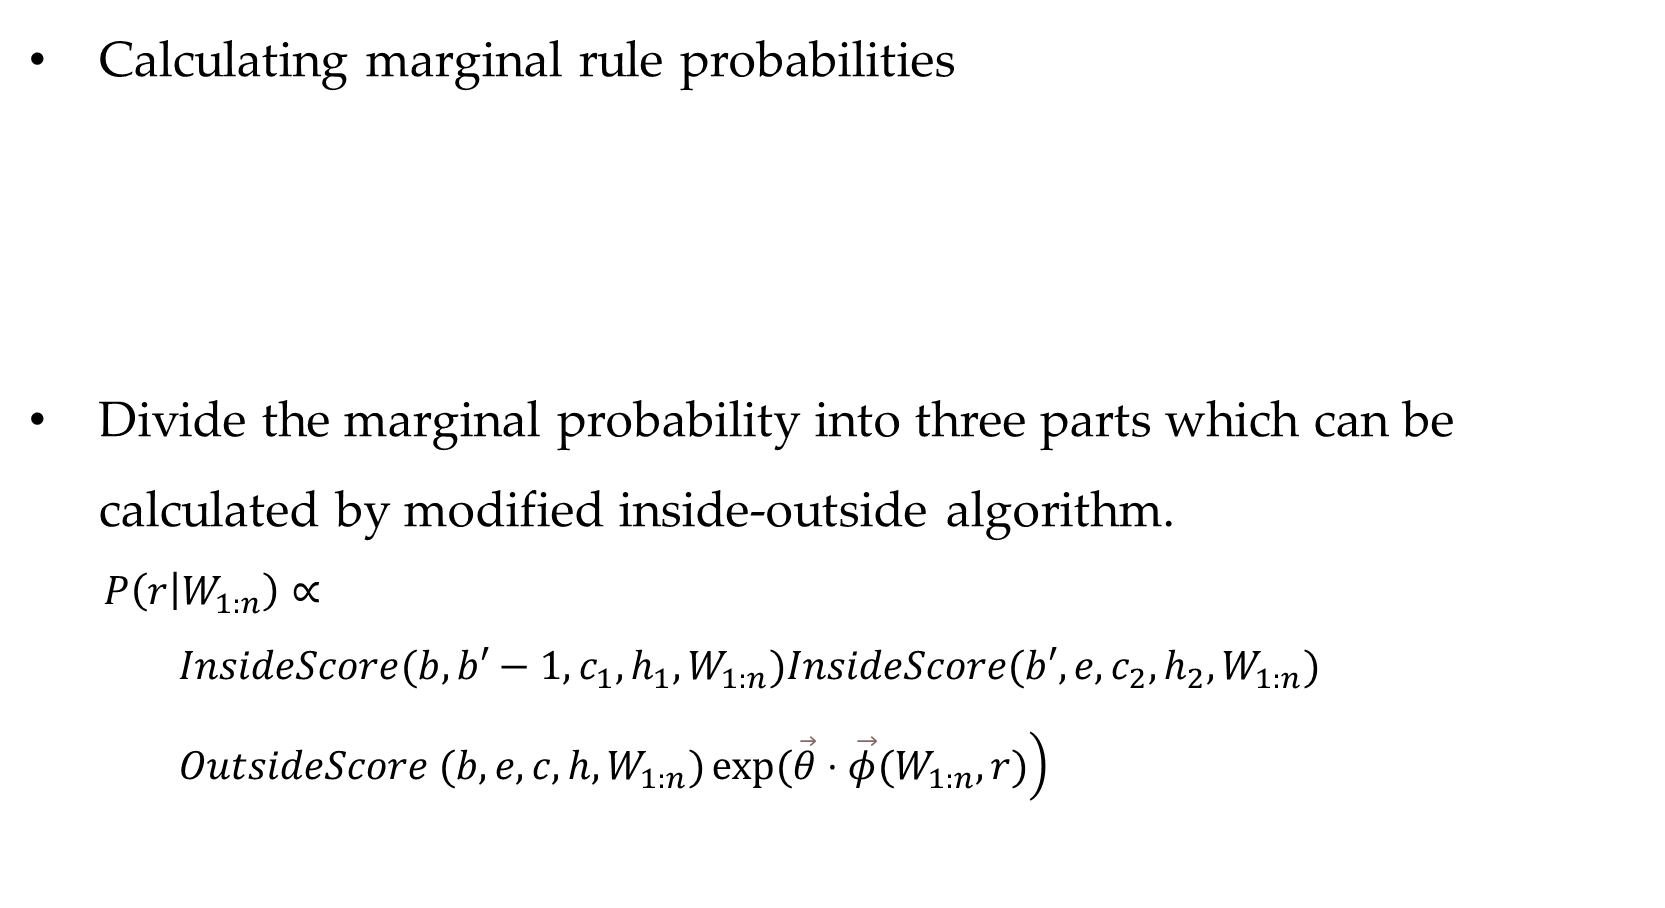 • Calculating marginal rule probabilities
• Divide the marginal probability into three parts which can be
calculated by modified inside-outside algorithm.
P(r|W₁:ₙ) ∝
InsideScore(b, b′ − 1, c₁, h₁, W₁:ₙ)InsideScore(b′, e, c₂, h₂, W₁:ₙ)
OutsideScore (b, e, c, h, W₁:ₙ) exp(θ⃗ · ϕ⃗(W₁:ₙ, r))